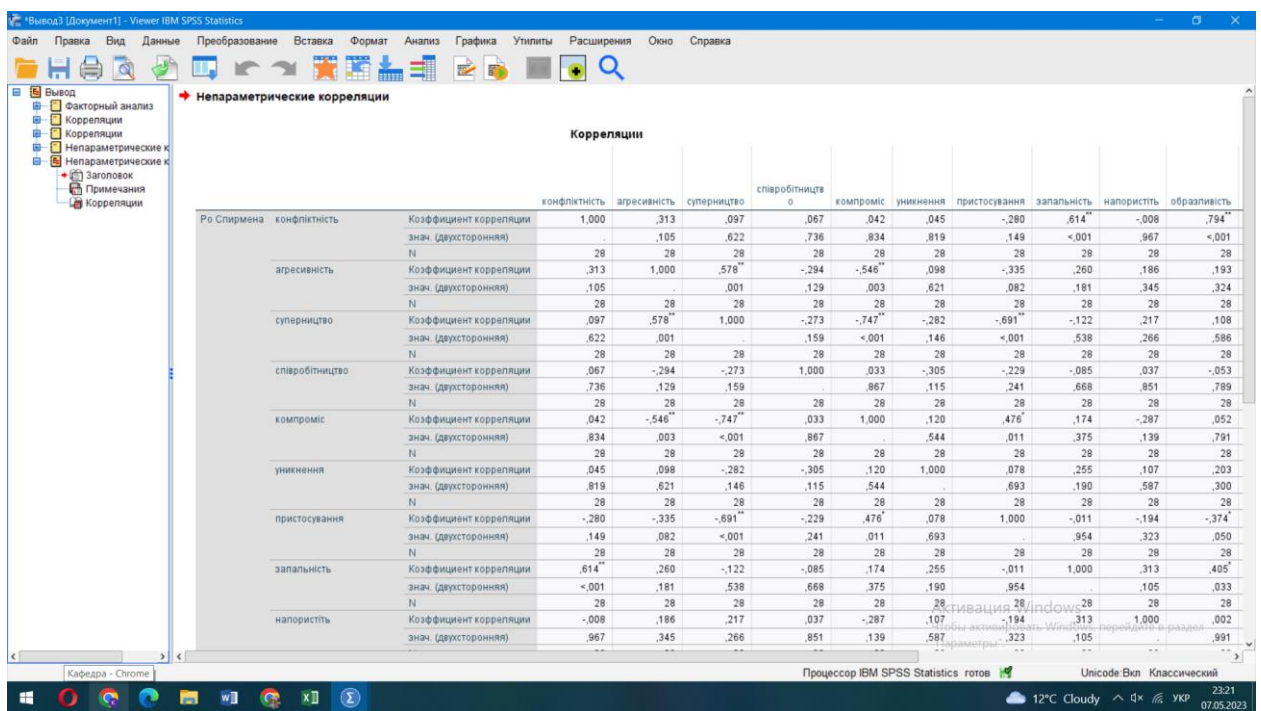 *Вывод3 [Документ1] - Viewer IBM SPSS Statistics
Файл Правка Вид Данные Преобразование Вставка Формат Анализ Графика Утилиты Расширения Окно Справка
Вывод
Факторный анализ
Корреляции
Корреляции
Непараметрические к
Непараметрические к
Заголовок
Примечания
Корреляции
Непараметрические корреляции
Корреляции
конфліктність агресивність суперництво співробітництв о компроміс уникнення пристосування запальність напористіть образливість
Ро Спирмена конфліктність Коэффициент корреляции 1,000 ,313 ,097 ,067 ,042 ,045 -,280 ,614** -,008 ,794**
знач. (двухсторонняя) . ,105 ,622 ,736 ,834 ,819 ,149 <,001 ,967 <,001
N 28 28 28 28 28 28 28 28 28 28
агресивність Коэффициент корреляции ,313 1,000 ,578** -,294 -,546** ,098 -,335 ,260 ,186 ,193
знач. (двухсторонняя) ,105 . ,001 ,129 ,003 ,621 ,082 ,181 ,345 ,324
N 28 28 28 28 28 28 28 28 28 28
суперництво Коэффициент корреляции ,097 ,578** 1,000 -,273 -,747** -,282 -,691** -,122 ,217 ,108
знач. (двухсторонняя) ,622 ,001 . ,159 <,001 ,146 <,001 ,538 ,266 ,586
N 28 28 28 28 28 28 28 28 28 28
співробітництво Коэффициент корреляции ,067 -,294 -,273 1,000 ,033 -,305 -,229 -,085 ,037 -,053
знач. (двухсторонняя) ,736 ,129 ,159 . ,867 ,115 ,241 ,668 ,851 ,789
N 28 28 28 28 28 28 28 28 28 28
компроміс Коэффициент корреляции ,042 -,546** -,747** ,033 1,000 ,120 ,476* ,174 -,287 ,052
знач. (двухсторонняя) ,834 ,003 <,001 ,867 . ,544 ,011 ,375 ,139 ,791
N 28 28 28 28 28 28 28 28 28 28
уникнення Коэффициент корреляции ,045 ,098 -,282 -,305 ,120 1,000 ,078 ,255 ,107 ,203
знач. (двухсторонняя) ,819 ,621 ,146 ,115 ,544 . ,693 ,190 ,587 ,300
N 28 28 28 28 28 28 28 28 28 28
пристосування Коэффициент корреляции -,280 -,335 -,691** -,229 ,476* ,078 1,000 -,011 -,194 -,374*
знач. (двухсторонняя) ,149 ,082 <,001 ,241 ,011 ,693 . ,954 ,323 ,050
N 28 28 28 28 28 28 28 28 28 28
запальність Коэффициент корреляции ,614** ,260 -,122 -,085 ,174 ,255 -,011 1,000 ,313 ,405*
знач. (двухсторонняя) <,001 ,181 ,538 ,668 ,375 ,190 ,954 . ,105 ,033
N 28 28 28 28 28 28 28 28 28 28
напористіть Коэффициент корреляции -,008 ,186 ,217 ,037 -,287 ,107 -,194 ,313 1,000 ,002
знач. (двухсторонняя) ,967 ,345 ,266 ,851 ,139 ,587 ,323 ,105 . ,991
Активация Windows
Чтобы активировать Windows, перейдите в раздел
"Параметры".
Кафедра - Chrome
Процессор IBM SPSS Statistics готов Unicode:Вкл Классический
12°C Cloudy УКР 23:21
07.05.2023